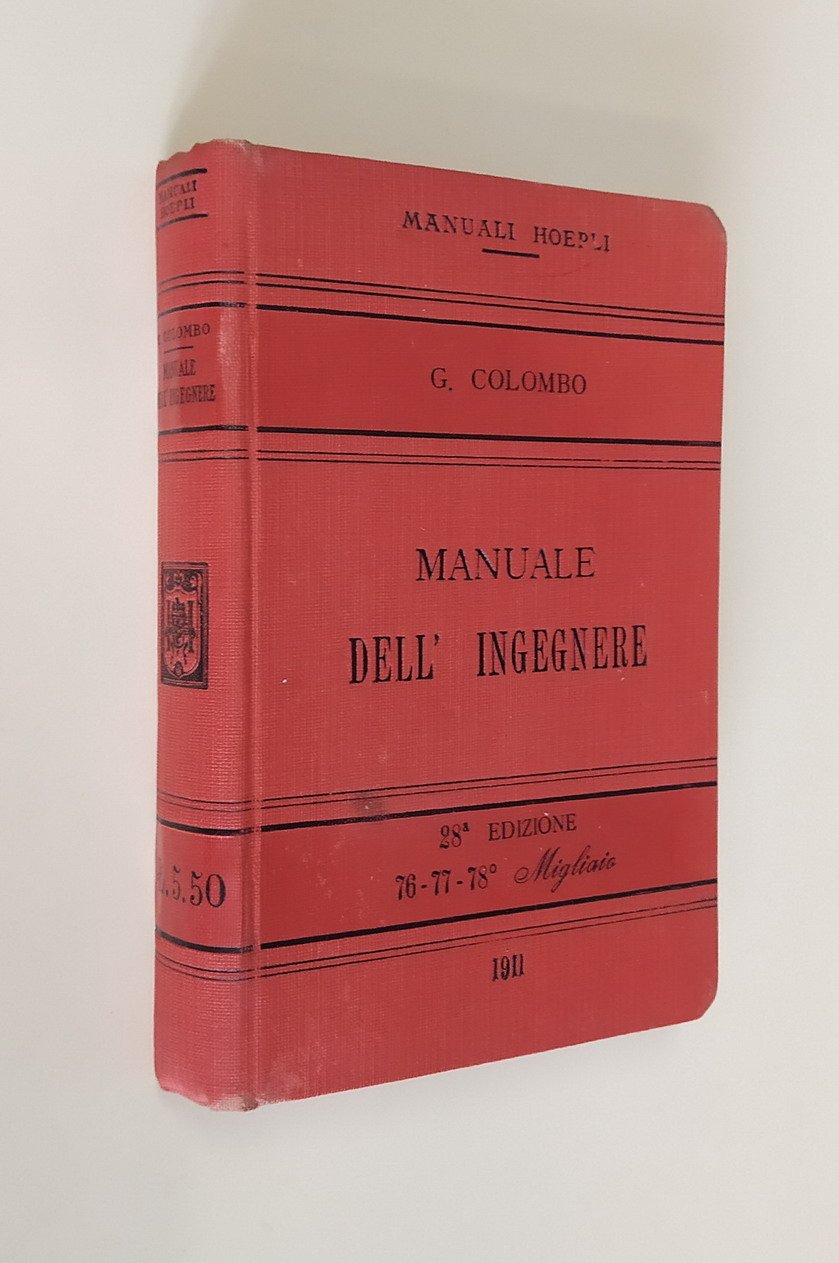 MANUALI
HOEPLI
COLOMBO
MANUALE
DELL' INGEGNERE
5.50
MANUALI HOEPLI
G. COLOMBO
MANUALE
DELL' INGEGNERE
28ª EDIZIONE
76-77-78° Migliaio
1911